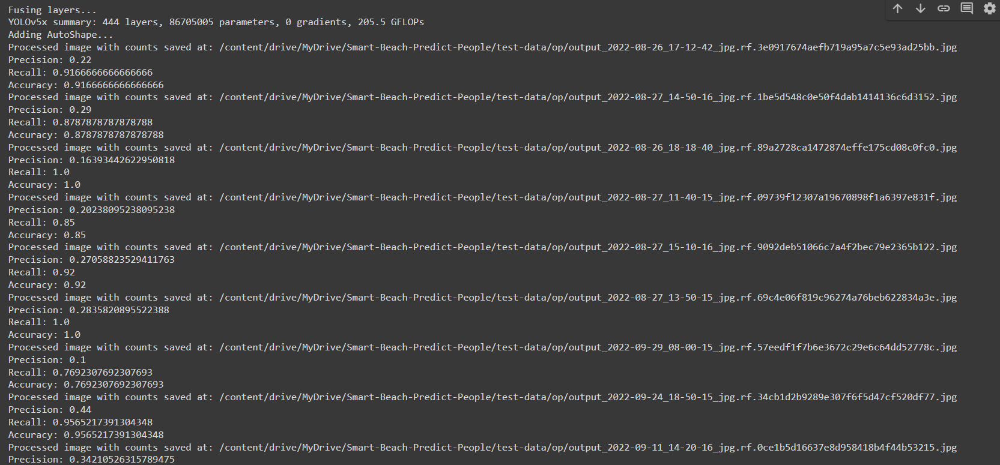 Fusing layers...
YOLOv5x summary: 444 layers, 86705005 parameters, 0 gradients, 205.5 GFLOPs
Adding AutoShape...
Processed image with counts saved at: /content/drive/MyDrive/Smart-Beach-Predict-People/test-data/op/output_2022-08-26_17-12-42_jpg.rf.3e0917674aefb719a95a7c5e93ad25bb.jpg
Precision: 0.22
Recall: 0.9166666666666666
Accuracy: 0.9166666666666666
Processed image with counts saved at: /content/drive/MyDrive/Smart-Beach-Predict-People/test-data/op/output_2022-08-27_14-50-16_jpg.rf.1be5d548c0e50f4dab1414136c6d3152.jpg
Precision: 0.29
Recall: 0.8787878787878788
Accuracy: 0.8787878787878788
Processed image with counts saved at: /content/drive/MyDrive/Smart-Beach-Predict-People/test-data/op/output_2022-08-26_18-18-40_jpg.rf.89a2728ca1472874effe175cd08c0fc0.jpg
Precision: 0.16393442622950818
Recall: 1.0
Accuracy: 1.0
Processed image with counts saved at: /content/drive/MyDrive/Smart-Beach-Predict-People/test-data/op/output_2022-08-27_11-40-15_jpg.rf.09739f12307a19670898f1a6397e831f.jpg
Precision: 0.20238095238095238
Recall: 0.85
Accuracy: 0.85
Processed image with counts saved at: /content/drive/MyDrive/Smart-Beach-Predict-People/test-data/op/output_2022-08-27_15-10-16_jpg.rf.9092deb51066c7a4f2bec79e2365b122.jpg
Precision: 0.27058823529411763
Recall: 0.92
Accuracy: 0.92
Processed image with counts saved at: /content/drive/MyDrive/Smart-Beach-Predict-People/test-data/op/output_2022-08-27_13-50-15_jpg.rf.69c4e06f819c96274a76beb622834a3e.jpg
Precision: 0.2835820895522388
Recall: 1.0
Accuracy: 1.0
Processed image with counts saved at: /content/drive/MyDrive/Smart-Beach-Predict-People/test-data/op/output_2022-09-29_08-00-15_jpg.rf.57eedf1f7b6e3672c29e6c64dd52778c.jpg
Precision: 0.1
Recall: 0.7692307692307693
Accuracy: 0.7692307692307693
Processed image with counts saved at: /content/drive/MyDrive/Smart-Beach-Predict-People/test-data/op/output_2022-09-24_18-50-15_jpg.rf.34cb1d2b9289e307f6f5d47cf520df77.jpg
Precision: 0.44
Recall: 0.9565217391304348
Accuracy: 0.9565217391304348
Processed image with counts saved at: /content/drive/MyDrive/Smart-Beach-Predict-People/test-data/op/output_2022-09-11_14-20-16_jpg.rf.0ce1b5d16637e8d958418b4f44b53215.jpg
Precision: 0.34210526315789475